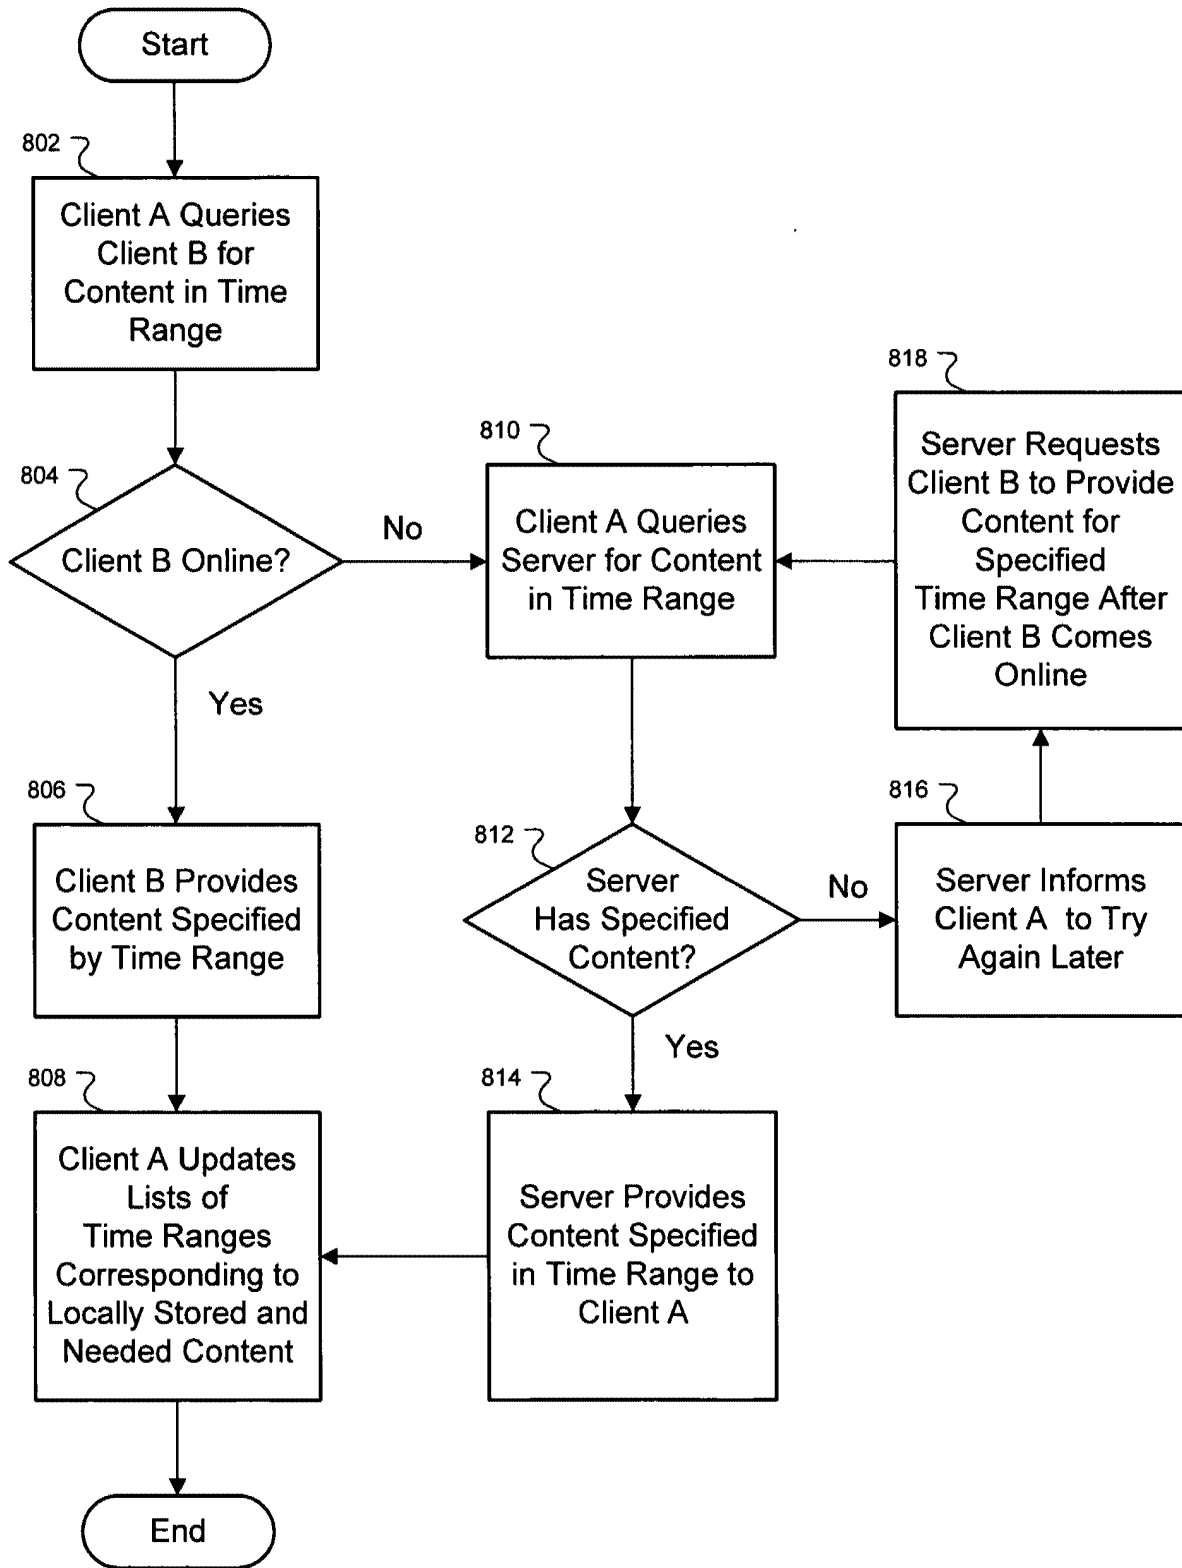 Start
802
Client A Queries
Client B for
Content in Time
Range
804
Client B Online?
No
Yes
806
Client B Provides
Content Specified
by Time Range
808
Client A Updates
Lists of
Time Ranges
Corresponding to
Locally Stored and
Needed Content
End
810
Client A Queries
Server for Content
in Time Range
812
Server
Has Specified
Content?
No
Yes
814
Server Provides
Content Specified
in Time Range to
Client A
816
Server Informs
Client A to Try
Again Later
818
Server Requests
Client B to Provide
Content for
Specified
Time Range After
Client B Comes
Online